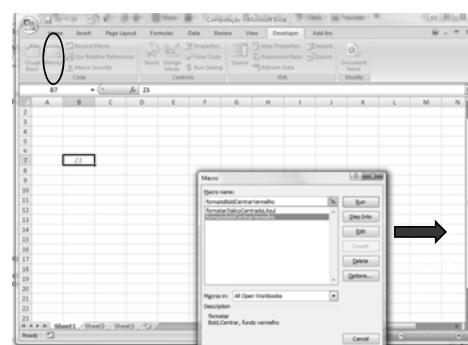 Computação - Microsoft Excel
Home Insert Page Layout Formulas Data Review View Developer Add-Ins
Visual Basic
Record Macro
Use Relative References
Macro Security
Code
Insert
Design Mode
Properties
View Code
Run Dialog
Controls
Source
Map Properties
Expansion Packs
Refresh Data
Import
Export
XML
Document Panel
Modify
B7 23
A B C D E F G H I J K L M N
2
3
4
5
6
7 23
8
9
10
11
12
13
14
15
16
17
18
19
20
21
22
23
Macro
Macro name:
formatsBoldCentrarVermelho
formatarItalicoCentradoLAzul
Run
Step Into
Edit
Create
Delete
Options...
Macros in: All Open Workbooks
Description
formatar
Bold,Centrar, fundo vermelho
Cancel
Sheet1 Sheet2 Sheet3
Ready